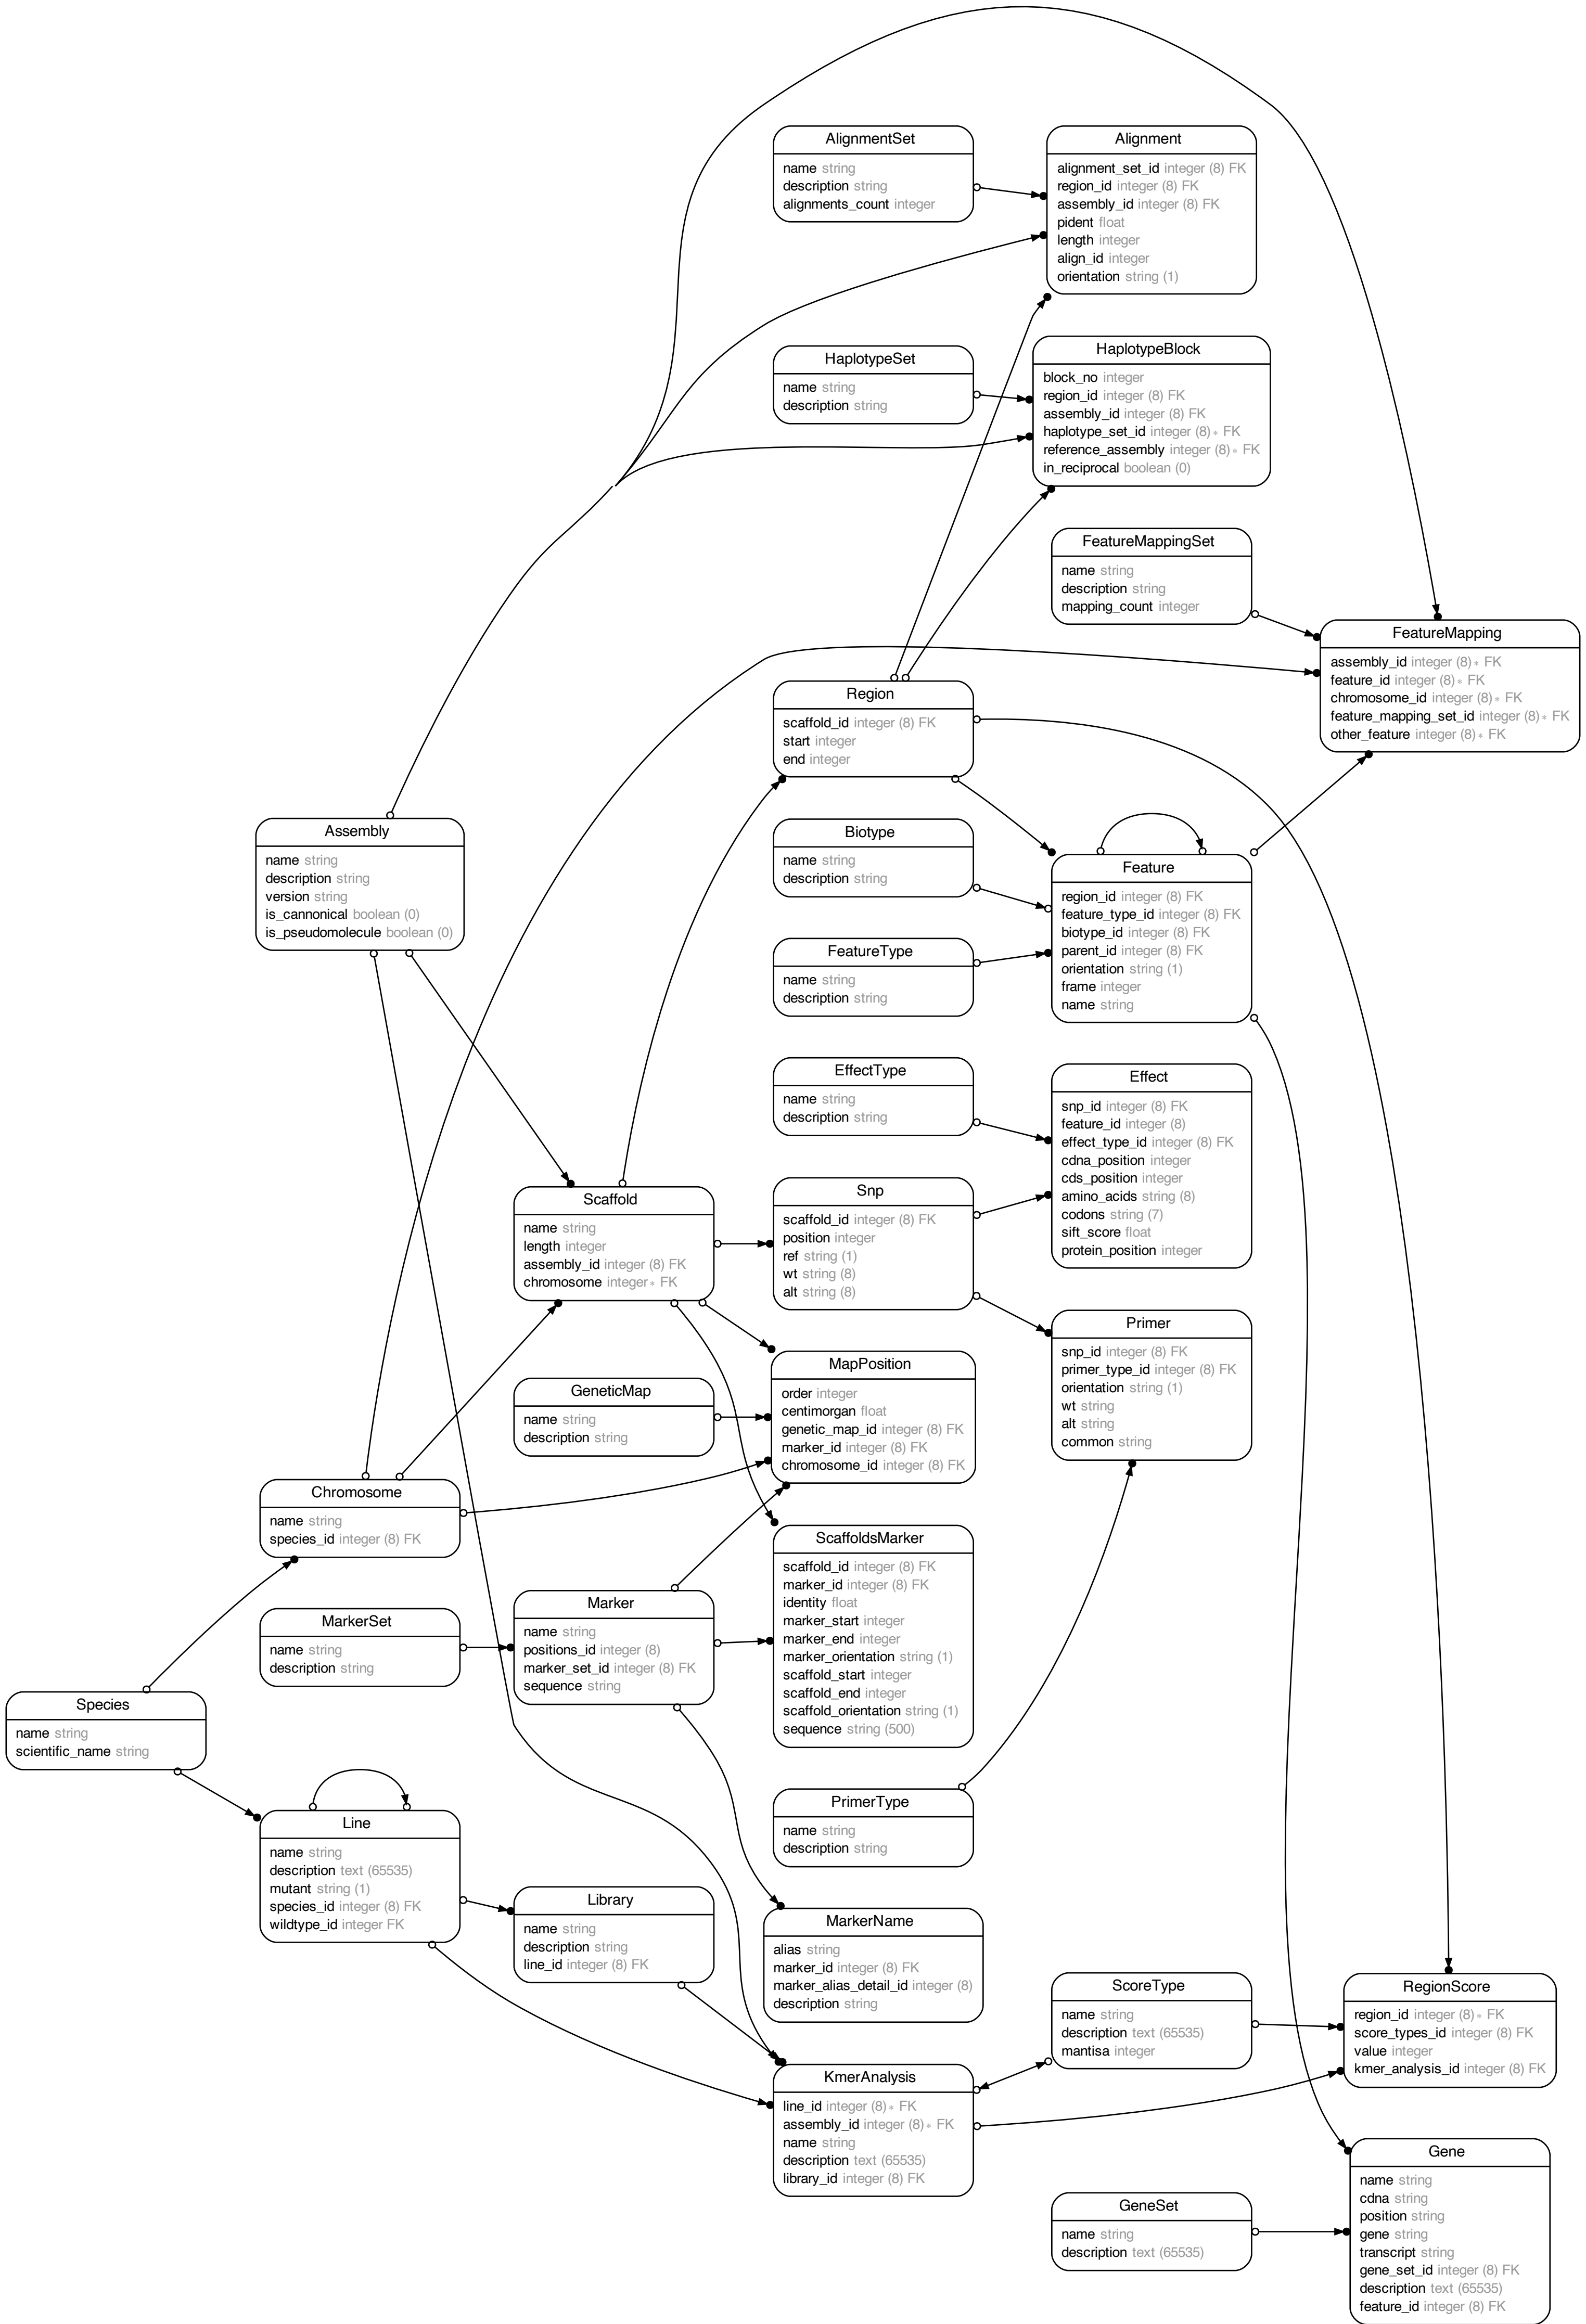 AlignmentSet
name string
description string
alignments_count integer
Alignment
alignment_set_id integer (8) FK
region_id integer (8) FK
assembly_id integer (8) FK
pident float
length integer
align_id integer
orientation string (1)
HaplotypeSet
name string
description string
HaplotypeBlock
block_no integer
region_id integer (8) FK
assembly_id integer (8) FK
haplotype_set_id integer (8)∗ FK
reference_assembly integer (8)∗ FK
in_reciprocal boolean (0)
FeatureMappingSet
name string
description string
mapping_count integer
FeatureMapping
assembly_id integer (8)∗ FK
feature_id integer (8)∗ FK
chromosome_id integer (8)∗ FK
feature_mapping_set_id integer (8)∗ FK
other_feature integer (8)∗ FK
Region
scaffold_id integer (8) FK
start integer
end integer
Assembly
name string
description string
version string
is_cannonical boolean (0)
is_pseudomolecule boolean (0)
Biotype
name string
description string
Feature
region_id integer (8) FK
feature_type_id integer (8) FK
biotype_id integer (8) FK
parent_id integer (8) FK
orientation string (1)
frame integer
name string
FeatureType
name string
description string
EffectType
name string
description string
Effect
snp_id integer (8) FK
feature_id integer (8)
effect_type_id integer (8) FK
cdna_position integer
cds_position integer
amino_acids string (8)
codons string (7)
sift_score float
protein_position integer
Scaffold
name string
length integer
assembly_id integer (8) FK
chromosome integer∗ FK
Snp
scaffold_id integer (8) FK
position integer
ref string (1)
wt string (8)
alt string (8)
Primer
snp_id integer (8) FK
primer_type_id integer (8) FK
orientation string (1)
wt string
alt string
common string
GeneticMap
name string
description string
MapPosition
order integer
centimorgan float
genetic_map_id integer (8) FK
marker_id integer (8) FK
chromosome_id integer (8) FK
Chromosome
name string
species_id integer (8) FK
ScaffoldsMarker
scaffold_id integer (8) FK
marker_id integer (8) FK
identity float
marker_start integer
marker_end integer
marker_orientation string (1)
scaffold_start integer
scaffold_end integer
scaffold_orientation string (1)
sequence string (500)
MarkerSet
name string
description string
Marker
name string
positions_id integer (8)
marker_set_id integer (8) FK
sequence string
Species
name string
scientific_name string
PrimerType
name string
description string
Line
name string
description text (65535)
mutant string (1)
species_id integer (8) FK
wildtype_id integer FK
Library
name string
description string
line_id integer (8) FK
MarkerName
alias string
marker_id integer (8) FK
marker_alias_detail_id integer (8)
description string
ScoreType
name string
description text (65535)
mantisa integer
RegionScore
region_id integer (8)∗ FK
score_types_id integer (8) FK
value integer
kmer_analysis_id integer (8) FK
KmerAnalysis
line_id integer (8)∗ FK
assembly_id integer (8)∗ FK
name string
description text (65535)
library_id integer (8) FK
GeneSet
name string
description text (65535)
Gene
name string
cdna string
position string
gene string
transcript string
gene_set_id integer (8) FK
description text (65535)
feature_id integer (8) FK